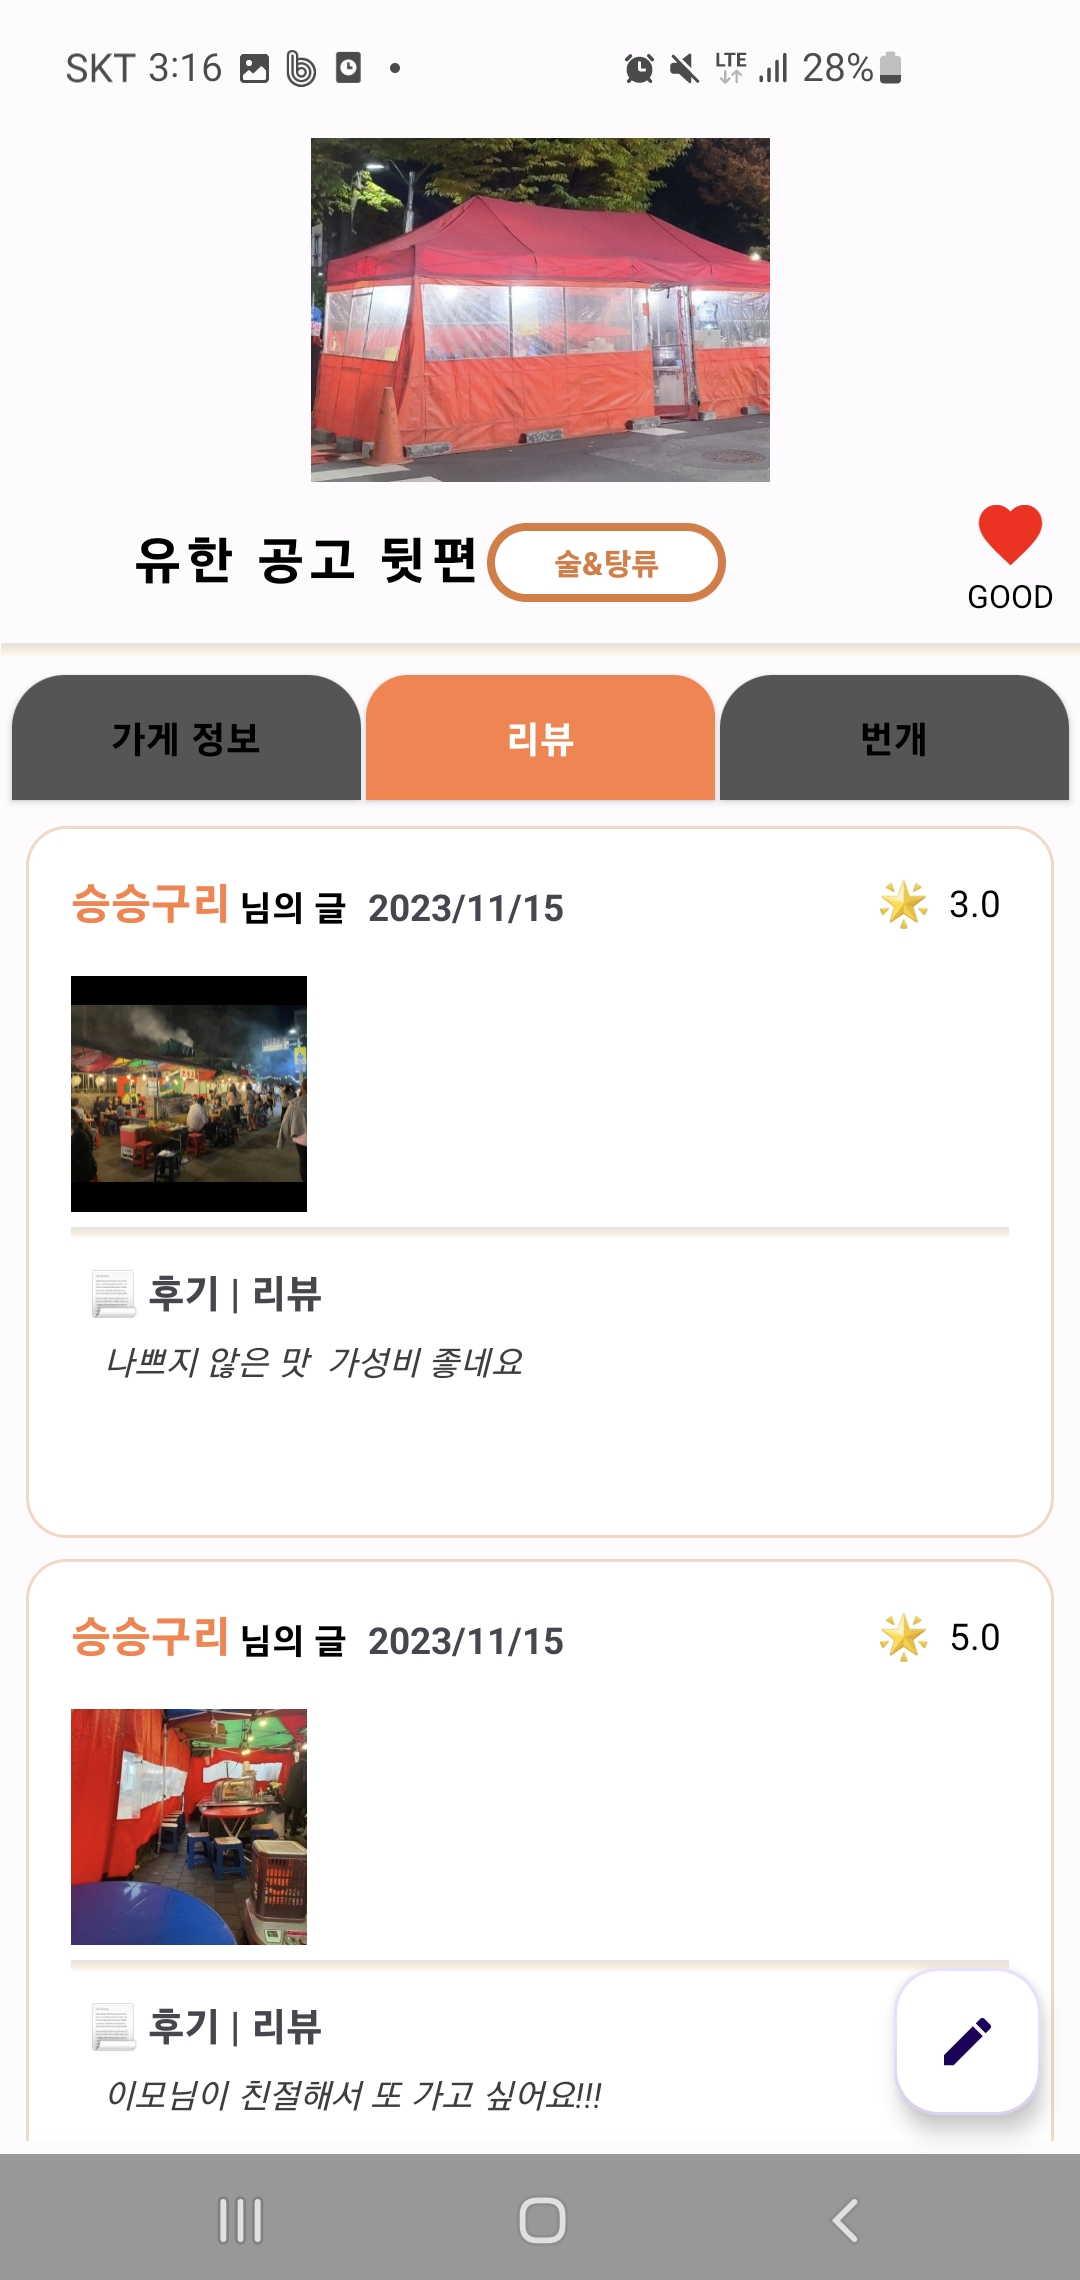 SKT 3:16 LTE 28%
유한 공고 뒷편 술&탕류
GOOD
가게 정보 리뷰 번개
승승구리 님의 글 2023/11/15 3.0
후기 | 리뷰
나쁘지 않은 맛 가성비 좋네요
승승구리 님의 글 2023/11/15 5.0
후기 | 리뷰
이모님이 친절해서 또 가고 싶어요!!!